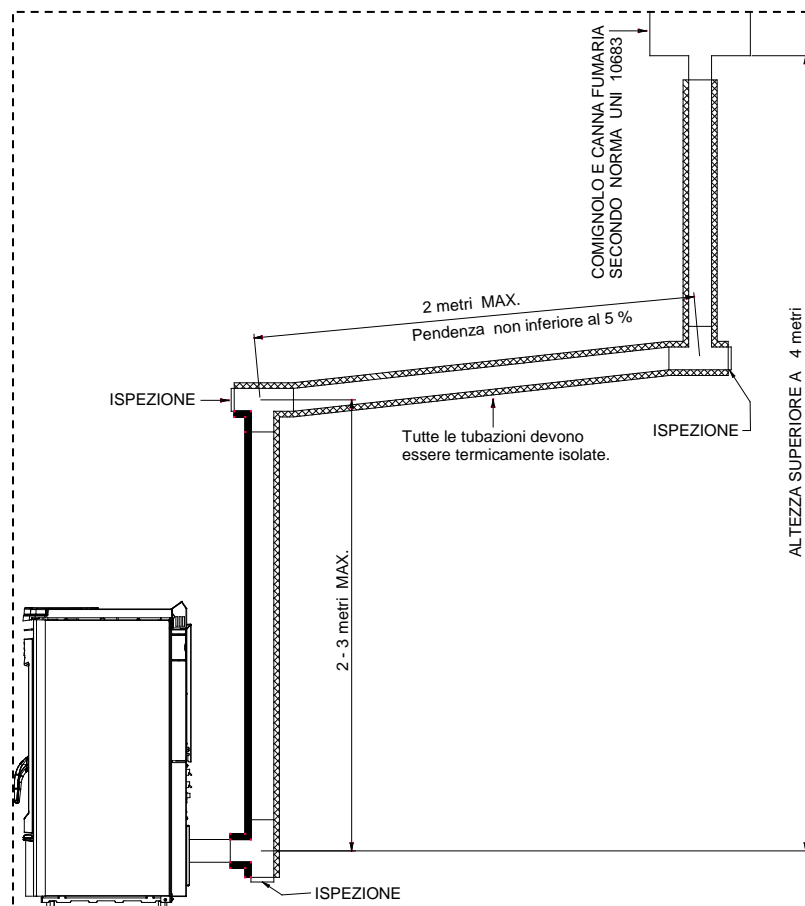 COMIGNOLO E CANNA FUMARIA
SECONDO NORMA UNI 10683
2 metri MAX.
Pendenza non inferiore al 5 %
ISPEZIONE
Tutte le tubazioni devono
essere termicamente isolate.
ISPEZIONE
ALTEZZA SUPERIORE A 4 metri
2 - 3 metri MAX.
ISPEZIONE